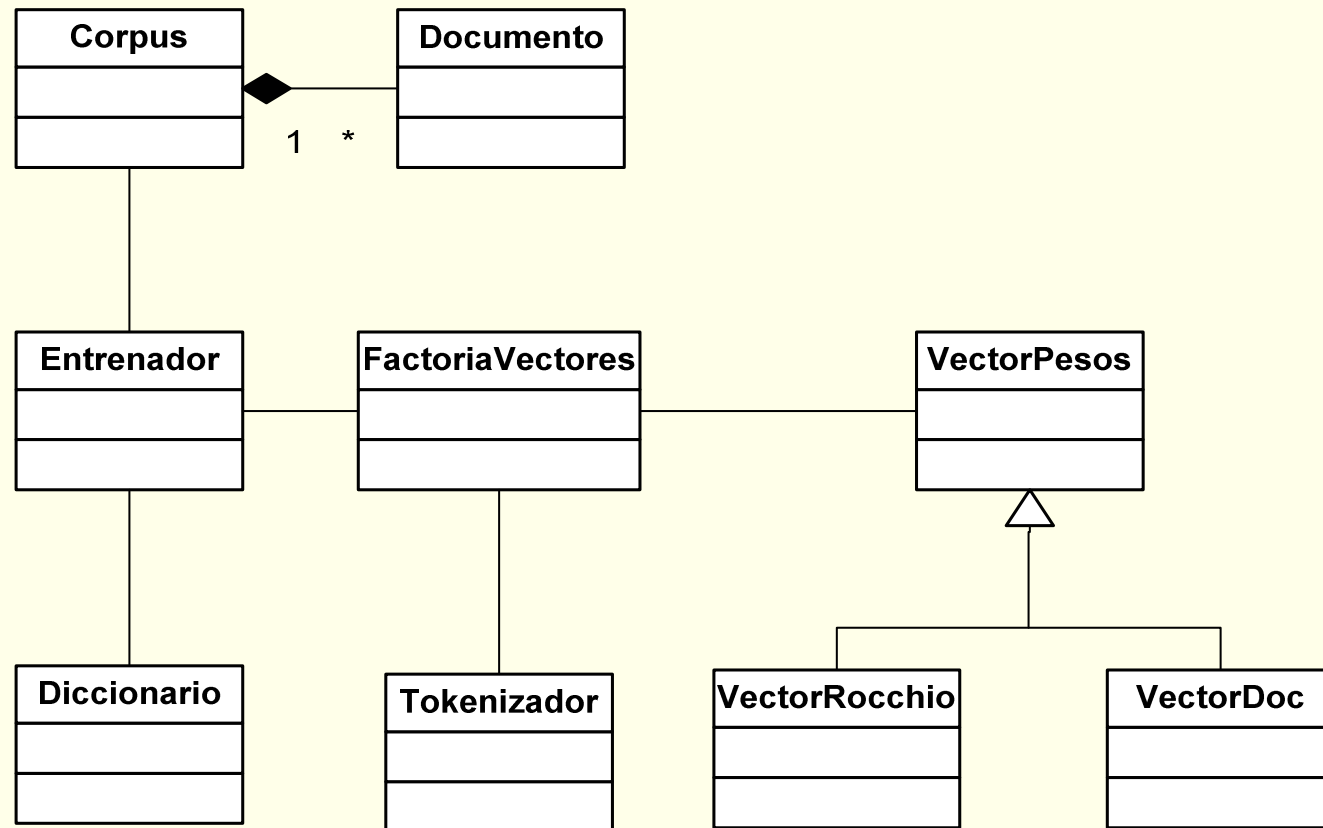 Corpus
Documento
1 *
Entrenador
FactoriaVectores
VectorPesos
Diccionario
Tokenizador
VectorRocchio
VectorDoc